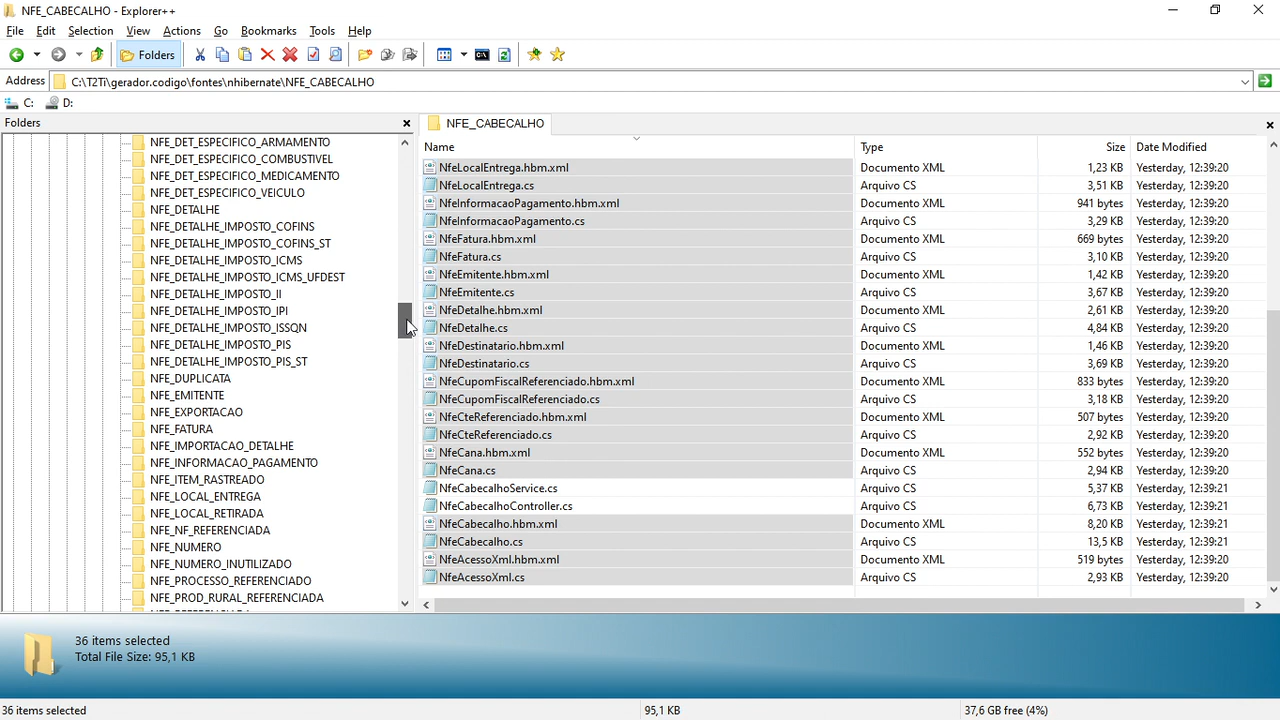 NFE_CABECALHO - Explorer++
File Edit Selection View Actions Go Bookmarks Tools Help
Folders
Address C:\T2Ti\gerador.codigo\fontes\nhibernate\NFE_CABECALHO
C: D:
Folders
NFE_DET_ESPECIFICO_ARMAMENTO
NFE_DET_ESPECIFICO_COMBUSTIVEL
NFE_DET_ESPECIFICO_MEDICAMENTO
NFE_DET_ESPECIFICO_VEICULO
NFE_DETALHE
NFE_DETALHE_IMPOSTO_COFINS
NFE_DETALHE_IMPOSTO_COFINS_ST
NFE_DETALHE_IMPOSTO_ICMS
NFE_DETALHE_IMPOSTO_ICMS_UFDEST
NFE_DETALHE_IMPOSTO_II
NFE_DETALHE_IMPOSTO_IPI
NFE_DETALHE_IMPOSTO_ISSQN
NFE_DETALHE_IMPOSTO_PIS
NFE_DETALHE_IMPOSTO_PIS_ST
NFE_DUPLICATA
NFE_EMITENTE
NFE_EXPORTACAO
NFE_FATURA
NFE_IMPORTACAO_DETALHE
NFE_INFORMACAO_PAGAMENTO
NFE_ITEM_RASTREADO
NFE_LOCAL_ENTREGA
NFE_LOCAL_RETIRADA
NFE_NF_REFERENCIADA
NFE_NUMERO
NFE_NUMERO_INUTILIZADO
NFE_PROCESSO_REFERENCIADO
NFE_PROD_RURAL_REFERENCIADA
NFE_CABECALHO
Name Type Size Date Modified
NfeLocalEntrega.hbm.xml Documento XML 1,23 KB Yesterday, 12:39:20
NfeLocalEntrega.cs Arquivo CS 3,51 KB Yesterday, 12:39:20
NfeInformacaoPagamento.hbm.xml Documento XML 941 bytes Yesterday, 12:39:20
NfeInformacaoPagamento.cs Arquivo CS 3,29 KB Yesterday, 12:39:20
NfeFatura.hbm.xml Documento XML 669 bytes Yesterday, 12:39:20
NfeFatura.cs Arquivo CS 3,10 KB Yesterday, 12:39:20
NfeEmitente.hbm.xml Documento XML 1,42 KB Yesterday, 12:39:20
NfeEmitente.cs Arquivo CS 3,67 KB Yesterday, 12:39:20
NfeDetalhe.hbm.xml Documento XML 2,61 KB Yesterday, 12:39:20
NfeDetalhe.cs Arquivo CS 4,84 KB Yesterday, 12:39:20
NfeDestinatario.hbm.xml Documento XML 1,46 KB Yesterday, 12:39:20
NfeDestinatario.cs Arquivo CS 3,69 KB Yesterday, 12:39:20
NfeCupomFiscalReferenciado.hbm.xml Documento XML 833 bytes Yesterday, 12:39:20
NfeCupomFiscalReferenciado.cs Arquivo CS 3,18 KB Yesterday, 12:39:20
NfeCteReferenciado.hbm.xml Documento XML 507 bytes Yesterday, 12:39:20
NfeCteReferenciado.cs Arquivo CS 2,92 KB Yesterday, 12:39:20
NfeCana.hbm.xml Documento XML 552 bytes Yesterday, 12:39:20
NfeCana.cs Arquivo CS 2,94 KB Yesterday, 12:39:20
NfeCabecalhoService.cs Arquivo CS 5,37 KB Yesterday, 12:39:21
NfeCabecalhoController.cs Arquivo CS 6,73 KB Yesterday, 12:39:21
NfeCabecalho.hbm.xml Documento XML 8,20 KB Yesterday, 12:39:21
NfeCabecalho.cs Arquivo CS 13,5 KB Yesterday, 12:39:21
NfeAcessoXml.hbm.xml Documento XML 519 bytes Yesterday, 12:39:20
NfeAcessoXml.cs Arquivo CS 2,93 KB Yesterday, 12:39:20
36 items selected
Total File Size: 95,1 KB
36 items selected 95,1 KB 37,6 GB free (4%)